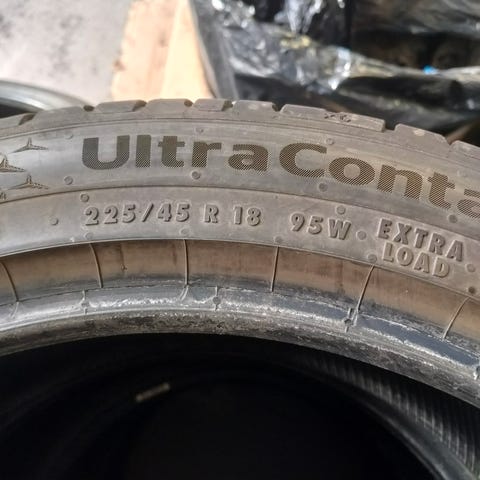 UltraConta
225/45 R 18 95W EXTRA
LOAD